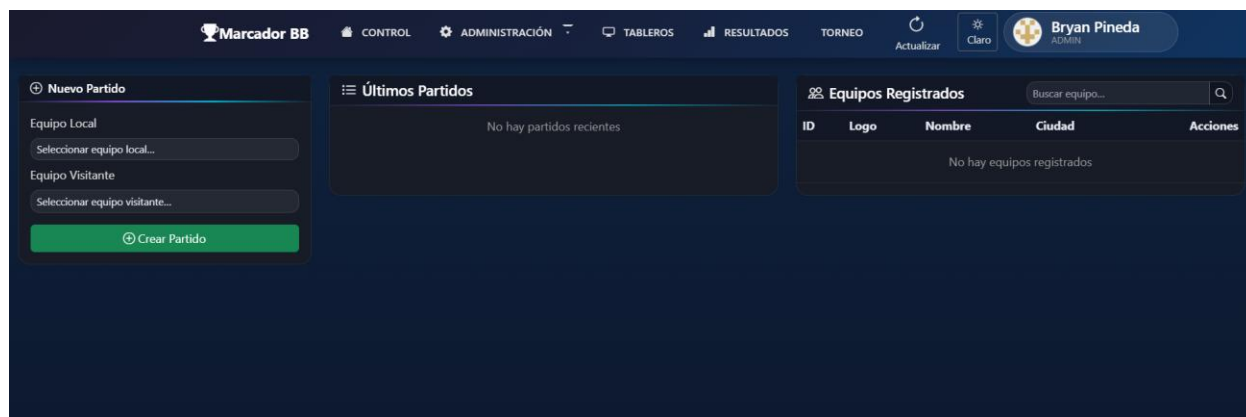 Marcador BB
CONTROL
ADMINISTRACIÓN
TABLEROS
RESULTADOS
TORNEO
Actualizar
Claro
Bryan Pineda
ADMIN
Nuevo Partido
Equipo Local
Seleccionar equipo local...
Equipo Visitante
Seleccionar equipo visitante...
Crear Partido
Últimos Partidos
No hay partidos recientes
Equipos Registrados
Buscar equipo...
ID Logo Nombre Ciudad Acciones
No hay equipos registrados